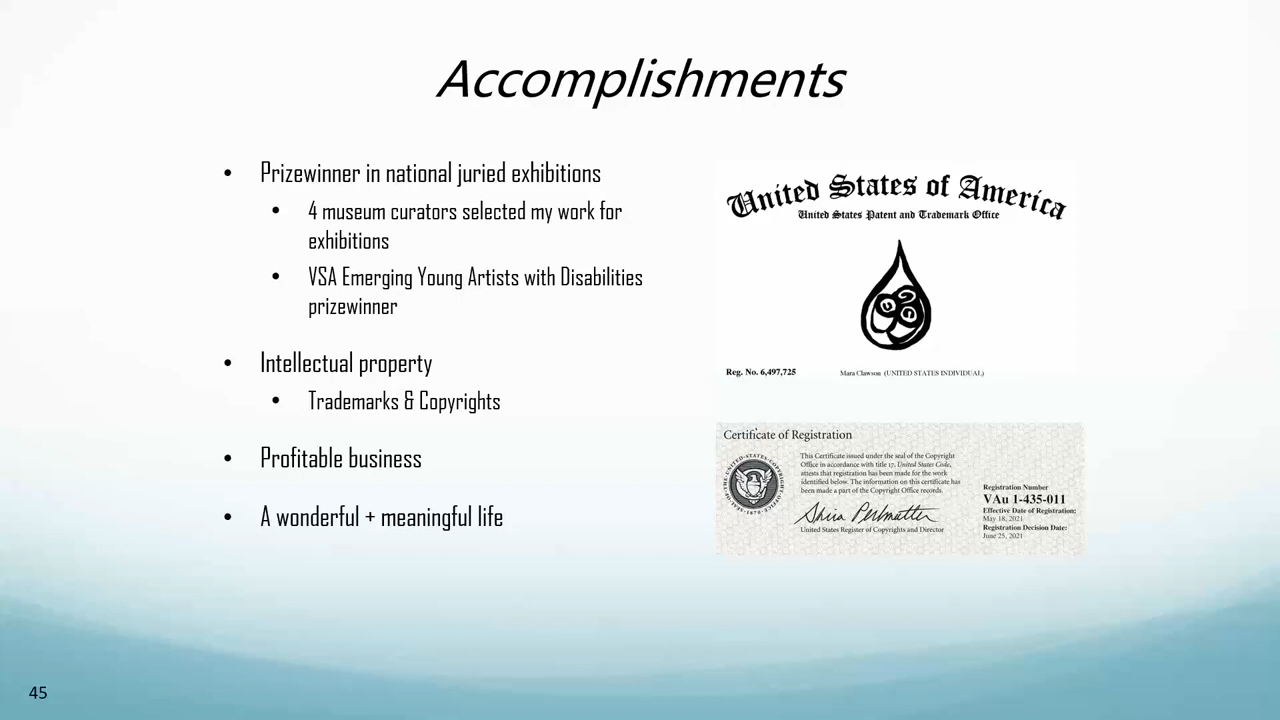 Accomplishments
• Prizewinner in national juried exhibitions
• 4 museum curators selected my work for
exhibitions
• VSA Emerging Young Artists with Disabilities
prizewinner
• Intellectual property
• Trademarks & Copyrights
• Profitable business
• A wonderful + meaningful life
United States of America
United States Patent and Trademark Office
Reg. No. 6,497,725
Mara Clawson (UNITED STATES INDIVIDUAL)
Certificate of Registration
This Certificate issued under the seal of the Copyright
Office in accordance with title 17, United States Code,
attests that registration has been made for the work
identified below. The information on this certificate has
been made a part of the Copyright Office records.
Shira Perlmutter
United States Register of Copyrights and Director
Registration Number
VAu 1-435-011
Effective Date of Registration:
May 18, 2021
Registration Decision Date:
June 25, 2021
45